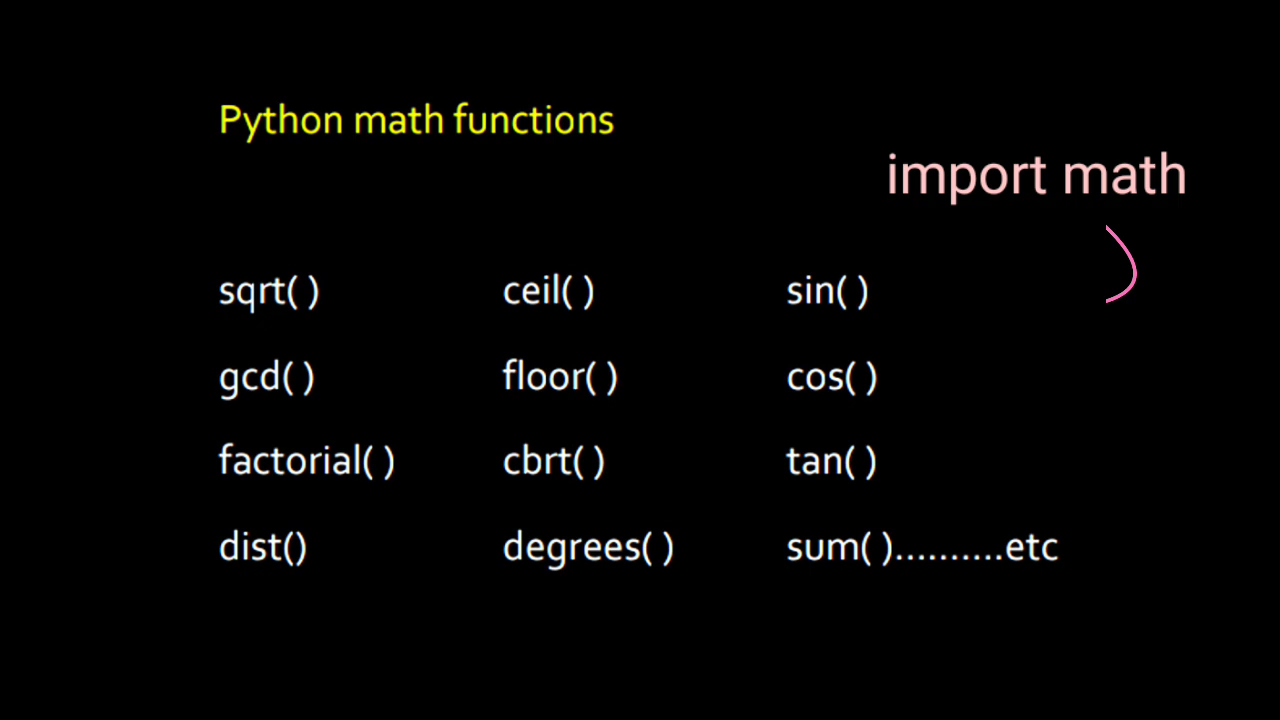 Python math functions
import math
sqrt( ) ceil( ) sin( )
gcd( ) floor( ) cos( )
factorial( ) cbrt( ) tan( )
dist() degrees( ) sum( )..........etc